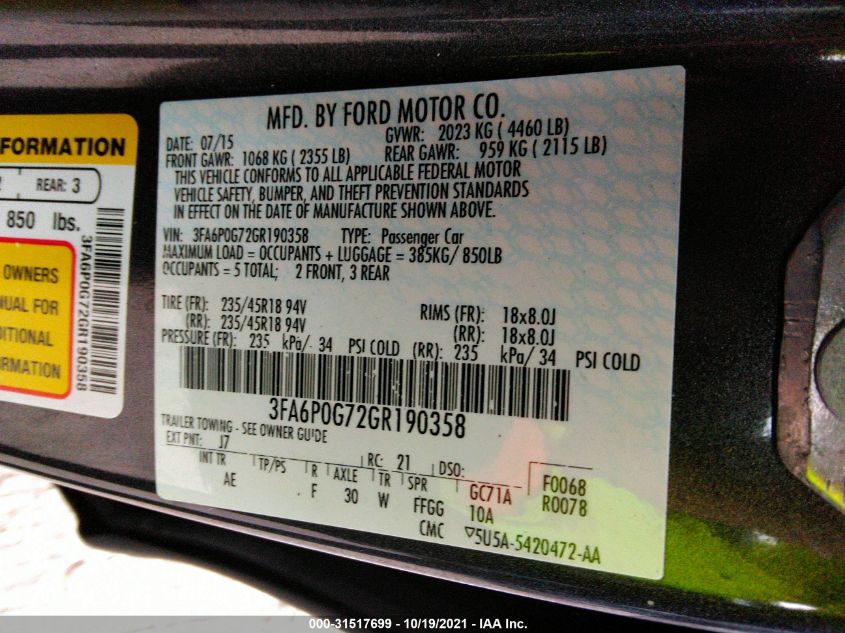 FORMATION
REAR: 3
850 lbs.
OWNERS
FOR
3FA6P0G72GR190358
MFD. BY FORD MOTOR CO.
DATE: 07/15 GVWR: 2023 KG ( 4460 LB)
FRONT GAWR: 1068 KG ( 2355 LB) REAR GAWR: 959 KG ( 2115 LB)
THIS VEHICLE CONFORMS TO ALL APPLICABLE FEDERAL MOTOR
VEHICLE SAFETY, BUMPER, AND THEFT PREVENTION STANDARDS
IN EFFECT ON THE DATE OF MANUFACTURE SHOWN ABOVE.
VIN: 3FA6P0G72GR190358 TYPE: Passenger Car
MAXIMUM LOAD = OCCUPANTS + LUGGAGE = 385KG/ 850LB
OCCUPANTS = 5 TOTAL; 2 FRONT, 3 REAR
TIRE (FR): 235/45R18 94V RIMS (FR): 18x8.0J
(RR): 235/45R18 94V (RR): 18x8.0J
PRESSURE (FR): 235 kPa/ 34 PSI COLD (RR): 235 kPa/ 34 PSI COLD
3FA6P0G72GR190358
TRAILER TOWING - SEE OWNER GUIDE
EXT PNT: J7 RC: 21 DSO:
INT TR TP/PS R AXLE TR SPR GC71A F0068
AE F 30 W FFGG 10A R0078
CMC ▽5U5A-5420472-AA
000-31517699 - 10/19/2021 - IAA Inc.